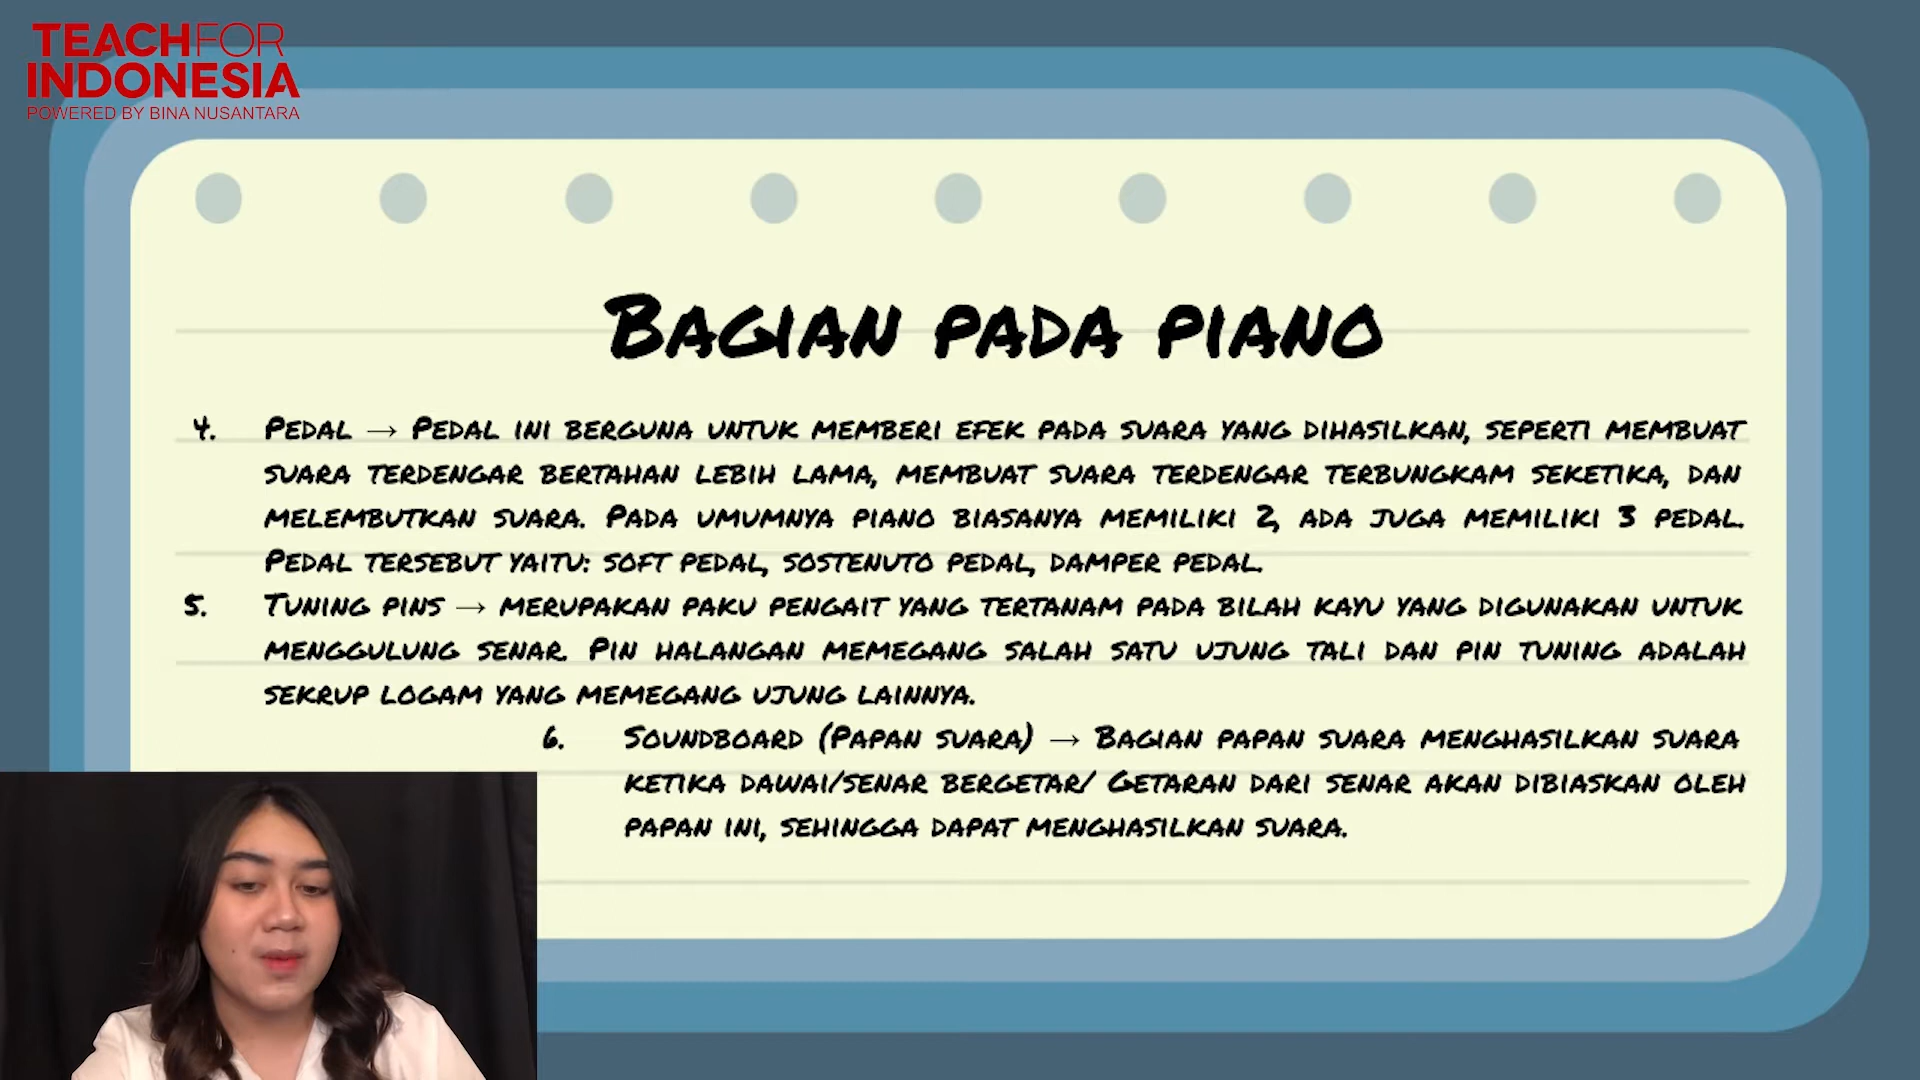 TEACHFOR
INDONESIA
POWERED BY BINA NUSANTARA
BAGIAN PADA PIANO
4. PEDAL → PEDAL INI BERGUNA UNTUK MEMBERI EFEK PADA SUARA YANG DIHASILKAN, SEPERTI MEMBUAT
SUARA TERDENGAR BERTAHAN LEBIH LAMA, MEMBUAT SUARA TERDENGAR TERBUNGKAM SEKETIKA, DAN
MELEMBUTKAN SUARA. PADA UMUMNYA PIANO BIASANYA MEMILIKI 2, ADA JUGA MEMILIKI 3 PEDAL.
PEDAL TERSEBUT YAITU: SOFT PEDAL, SOSTENUTO PEDAL, DAMPER PEDAL.
5. TUNING PINS → MERUPAKAN PAKU PENGAIT YANG TERTANAM PADA BILAH KAYU YANG DIGUNAKAN UNTUK
MENGGULUNG SENAR. PIN HALANGAN MEMEGANG SALAH SATU UJUNG TALI DAN PIN TUNING ADALAH
SEKRUP LOGAM YANG MEMEGANG UJUNG LAINNYA.
6. SOUNDBOARD (PAPAN SUARA) → BAGIAN PAPAN SUARA MENGHASILKAN SUARA
KETIKA DAWAI/SENAR BERGETAR/ GETARAN DARI SENAR AKAN DIBIASKAN OLEH
PAPAN INI, SEHINGGA DAPAT MENGHASILKAN SUARA.